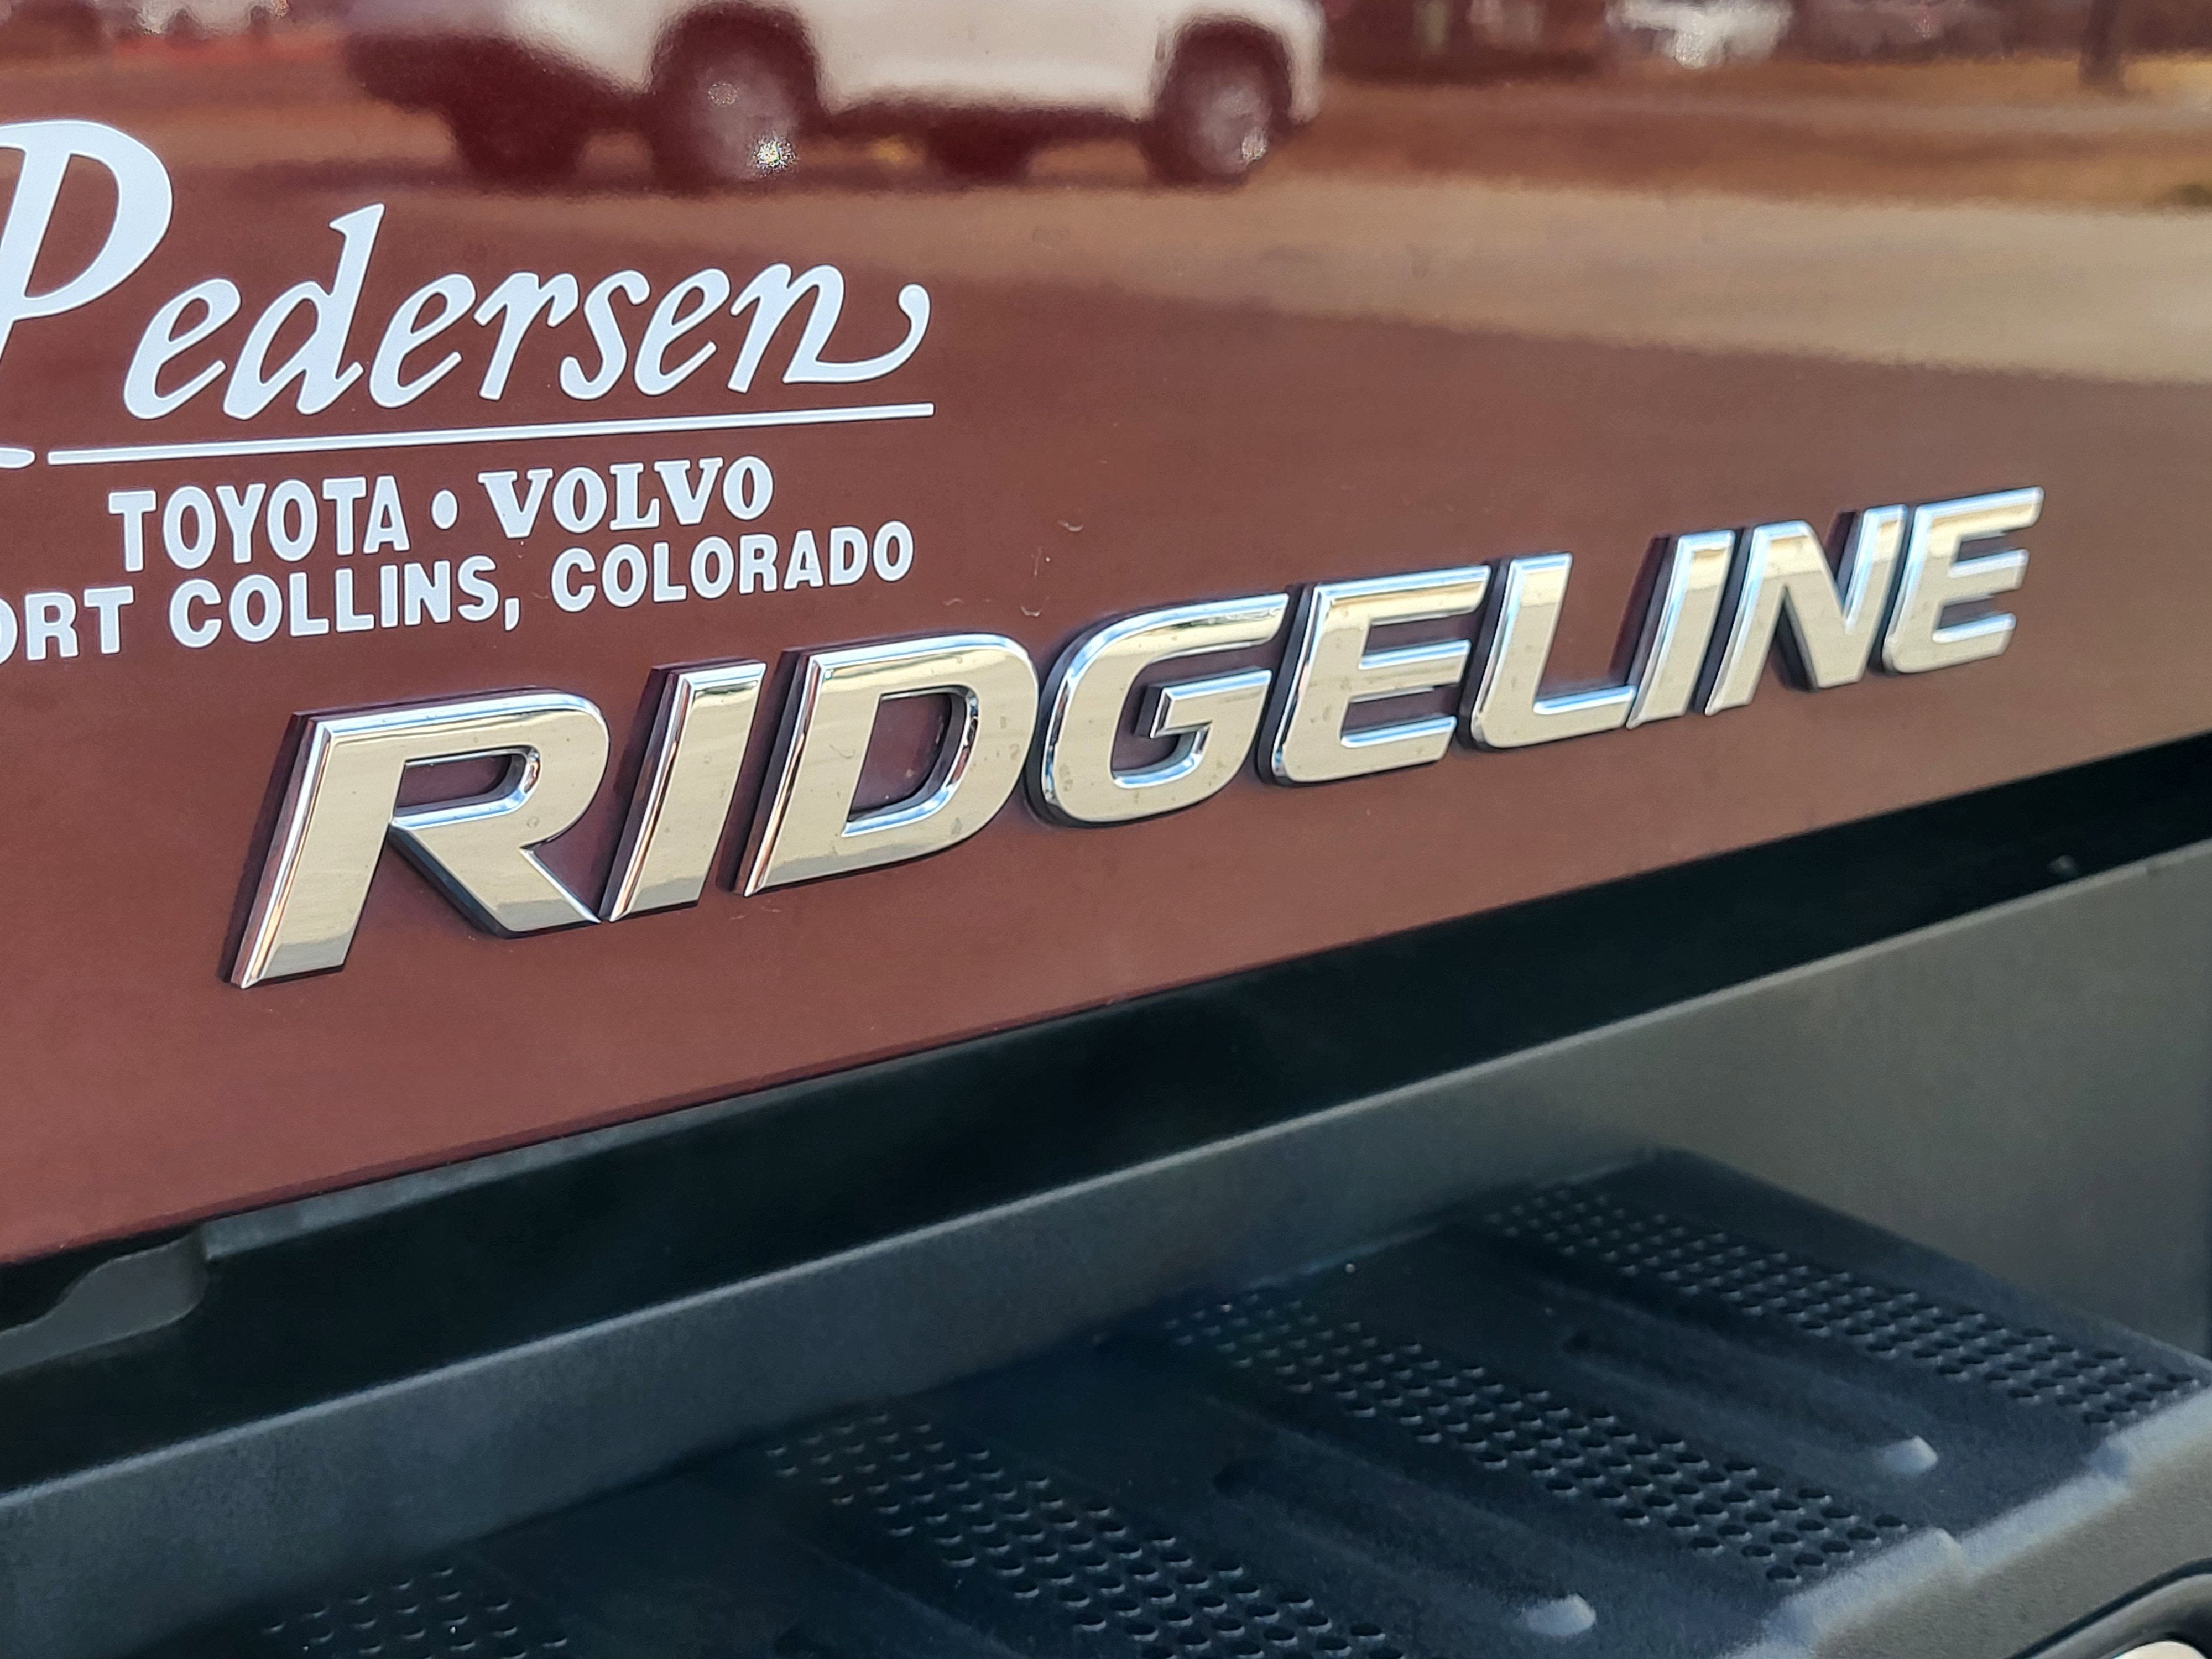 Pedersen
TOYOTA • VOLVO
ORT COLLINS, COLORADO
RIDGELINE